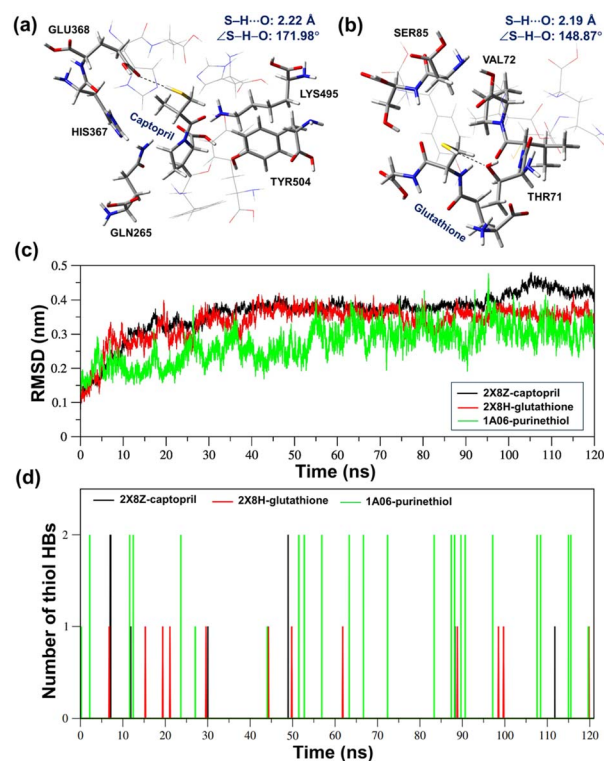 (a)
S–H···O: 2.22 Å
∠S–H–O: 171.98°
GLU368
LYS495
Captopril
HIS367
TYR504
GLN265
(b)
S–H···O: 2.19 Å
∠S–H–O: 148.87°
SER85
VAL72
THR71
Glutathione
(c)
0.5
0.4
0.3
0.2
0.1
0
RMSD (nm)
2X8Z-captopril
2X8H-glutathione
1A06-purinethiol
0 10 20 30 40 50 60 70 80 90 100 110 120
Time (ns)
(d)
2X8Z-captopril 2X8H-glutathione 1A06-purinethiol
2
1
0
Number of thiol HBs
0 10 20 30 40 50 60 70 80 90 100 110 120
Time (ns)